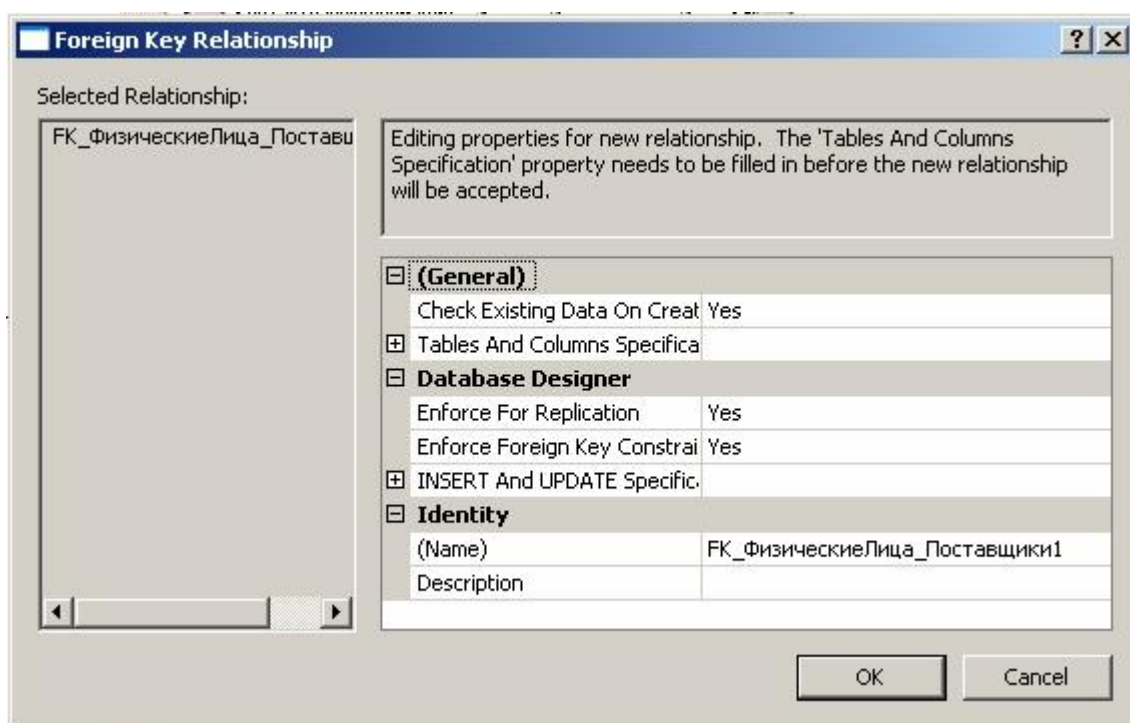 Foreign Key Relationship
Selected Relationship:
FK_ФизическиеЛица_Постави
Editing properties for new relationship. The 'Tables And Columns
Specification' property needs to be filled in before the new relationship
will be accepted.
(General)
Check Existing Data On Creat Yes
Tables And Columns Specifica
Database Designer
Enforce For Replication Yes
Enforce Foreign Key Constrai Yes
INSERT And UPDATE Specific
Identity
(Name) FK_ФизическиеЛица_Поставщики1
Description
OK Cancel